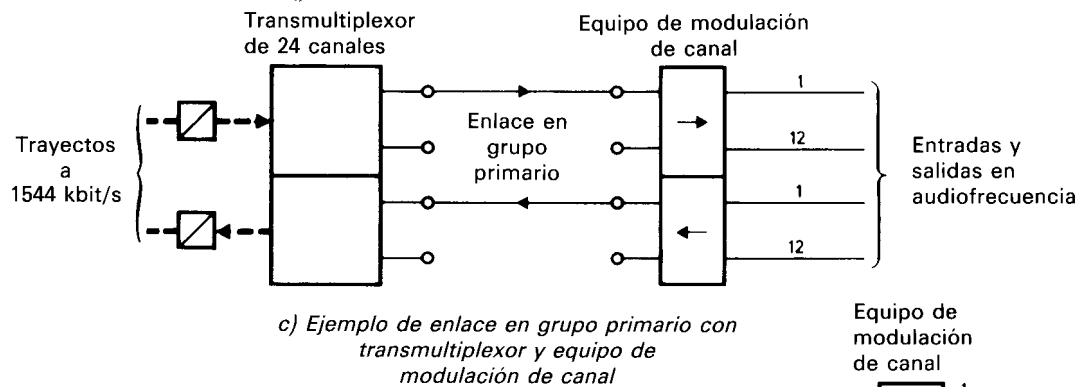 Transmultiplexor
de 24 canales
Equipo de modulación
de canal
Trayectos
a
1544 kbit/s
Enlace en
grupo
primario
1
12
1
12
Entradas y
salidas en
audiofrecuencia
c) Ejemplo de enlace en grupo primario con
transmultiplexor y equipo de
modulación de canal
Equipo de
modulación
de canal
1